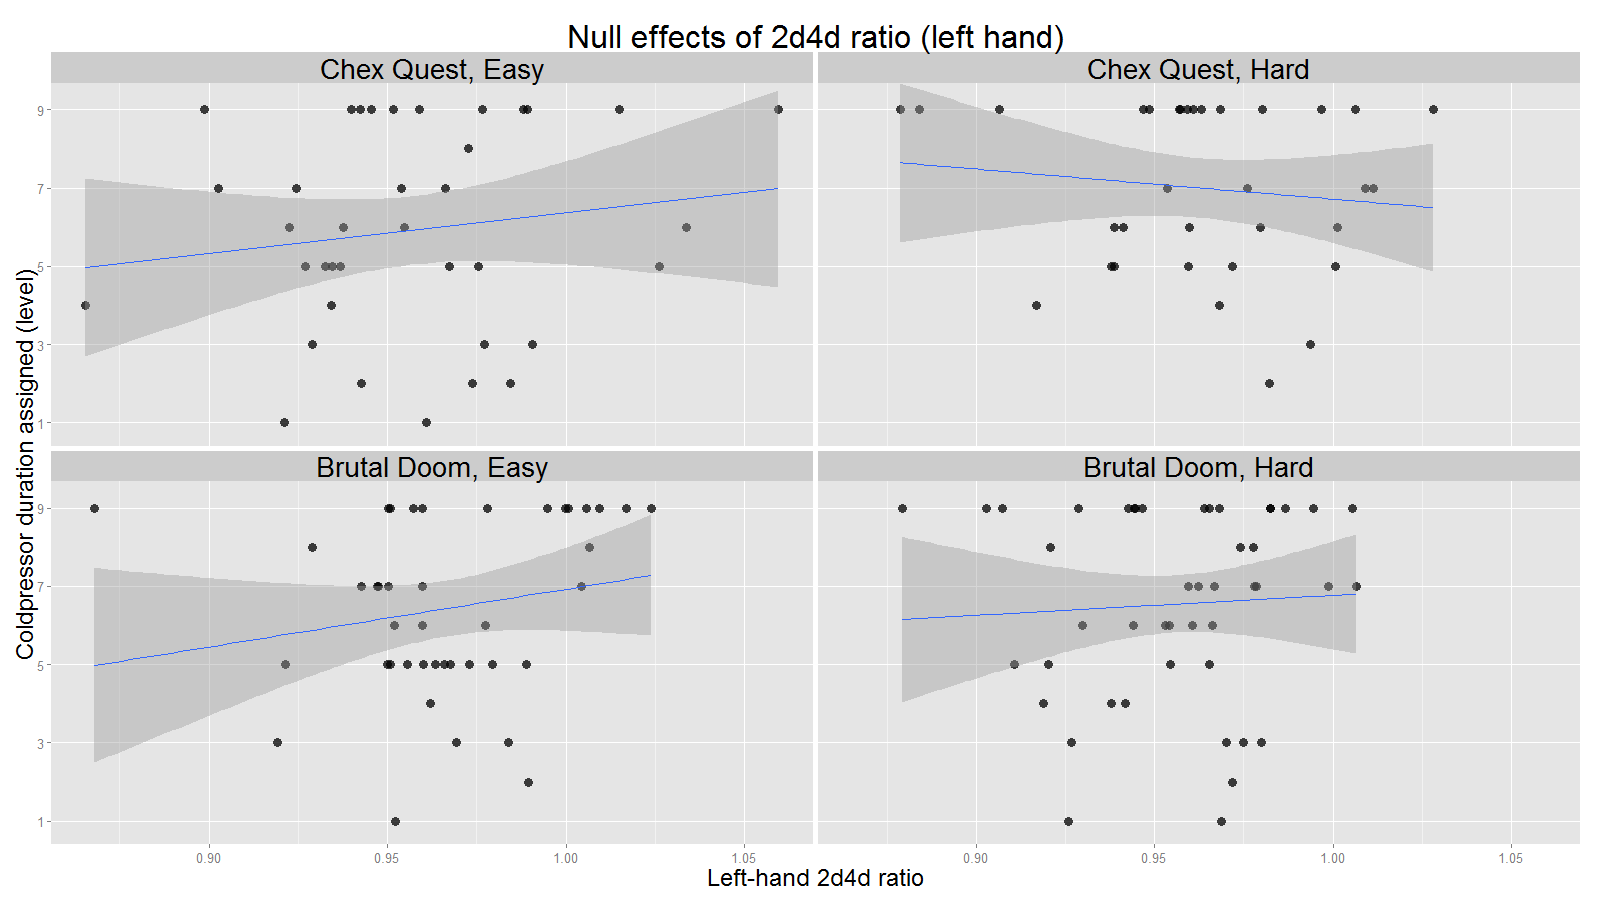 Null effects of 2d4d ratio (left hand)
Chex Quest, Easy
Chex Quest, Hard
9
7
5
3
1
Brutal Doom, Easy
Brutal Doom, Hard
9
7
5
3
1
Coldpressor duration assigned (level)
0.90 0.95 1.00 1.05
0.90 0.95 1.00 1.05
Left-hand 2d4d ratio